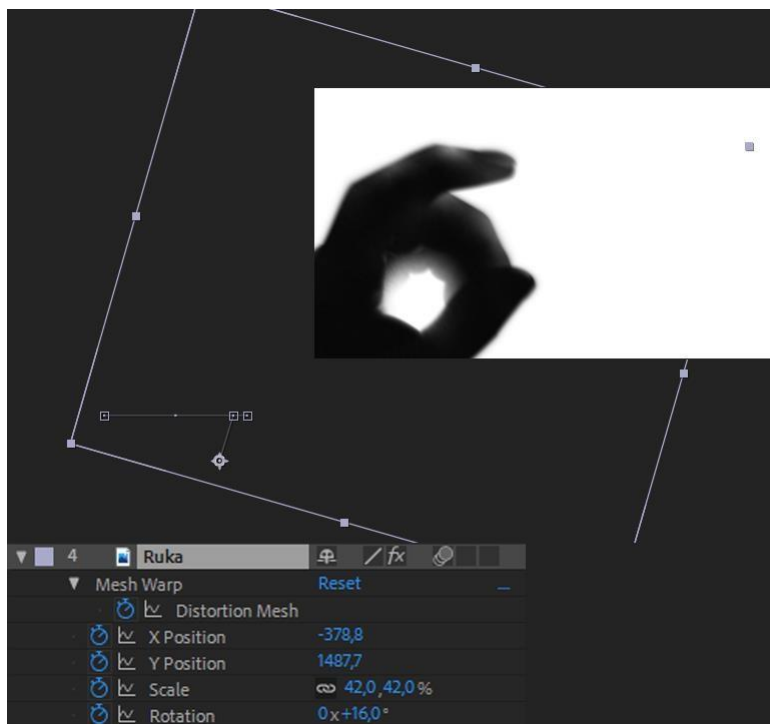 4 Ruka fx
Mesh Warp Reset
Distortion Mesh
X Position -378,8
Y Position 1487,7
Scale 42,0 ,42,0 %
Rotation 0x+16,0°